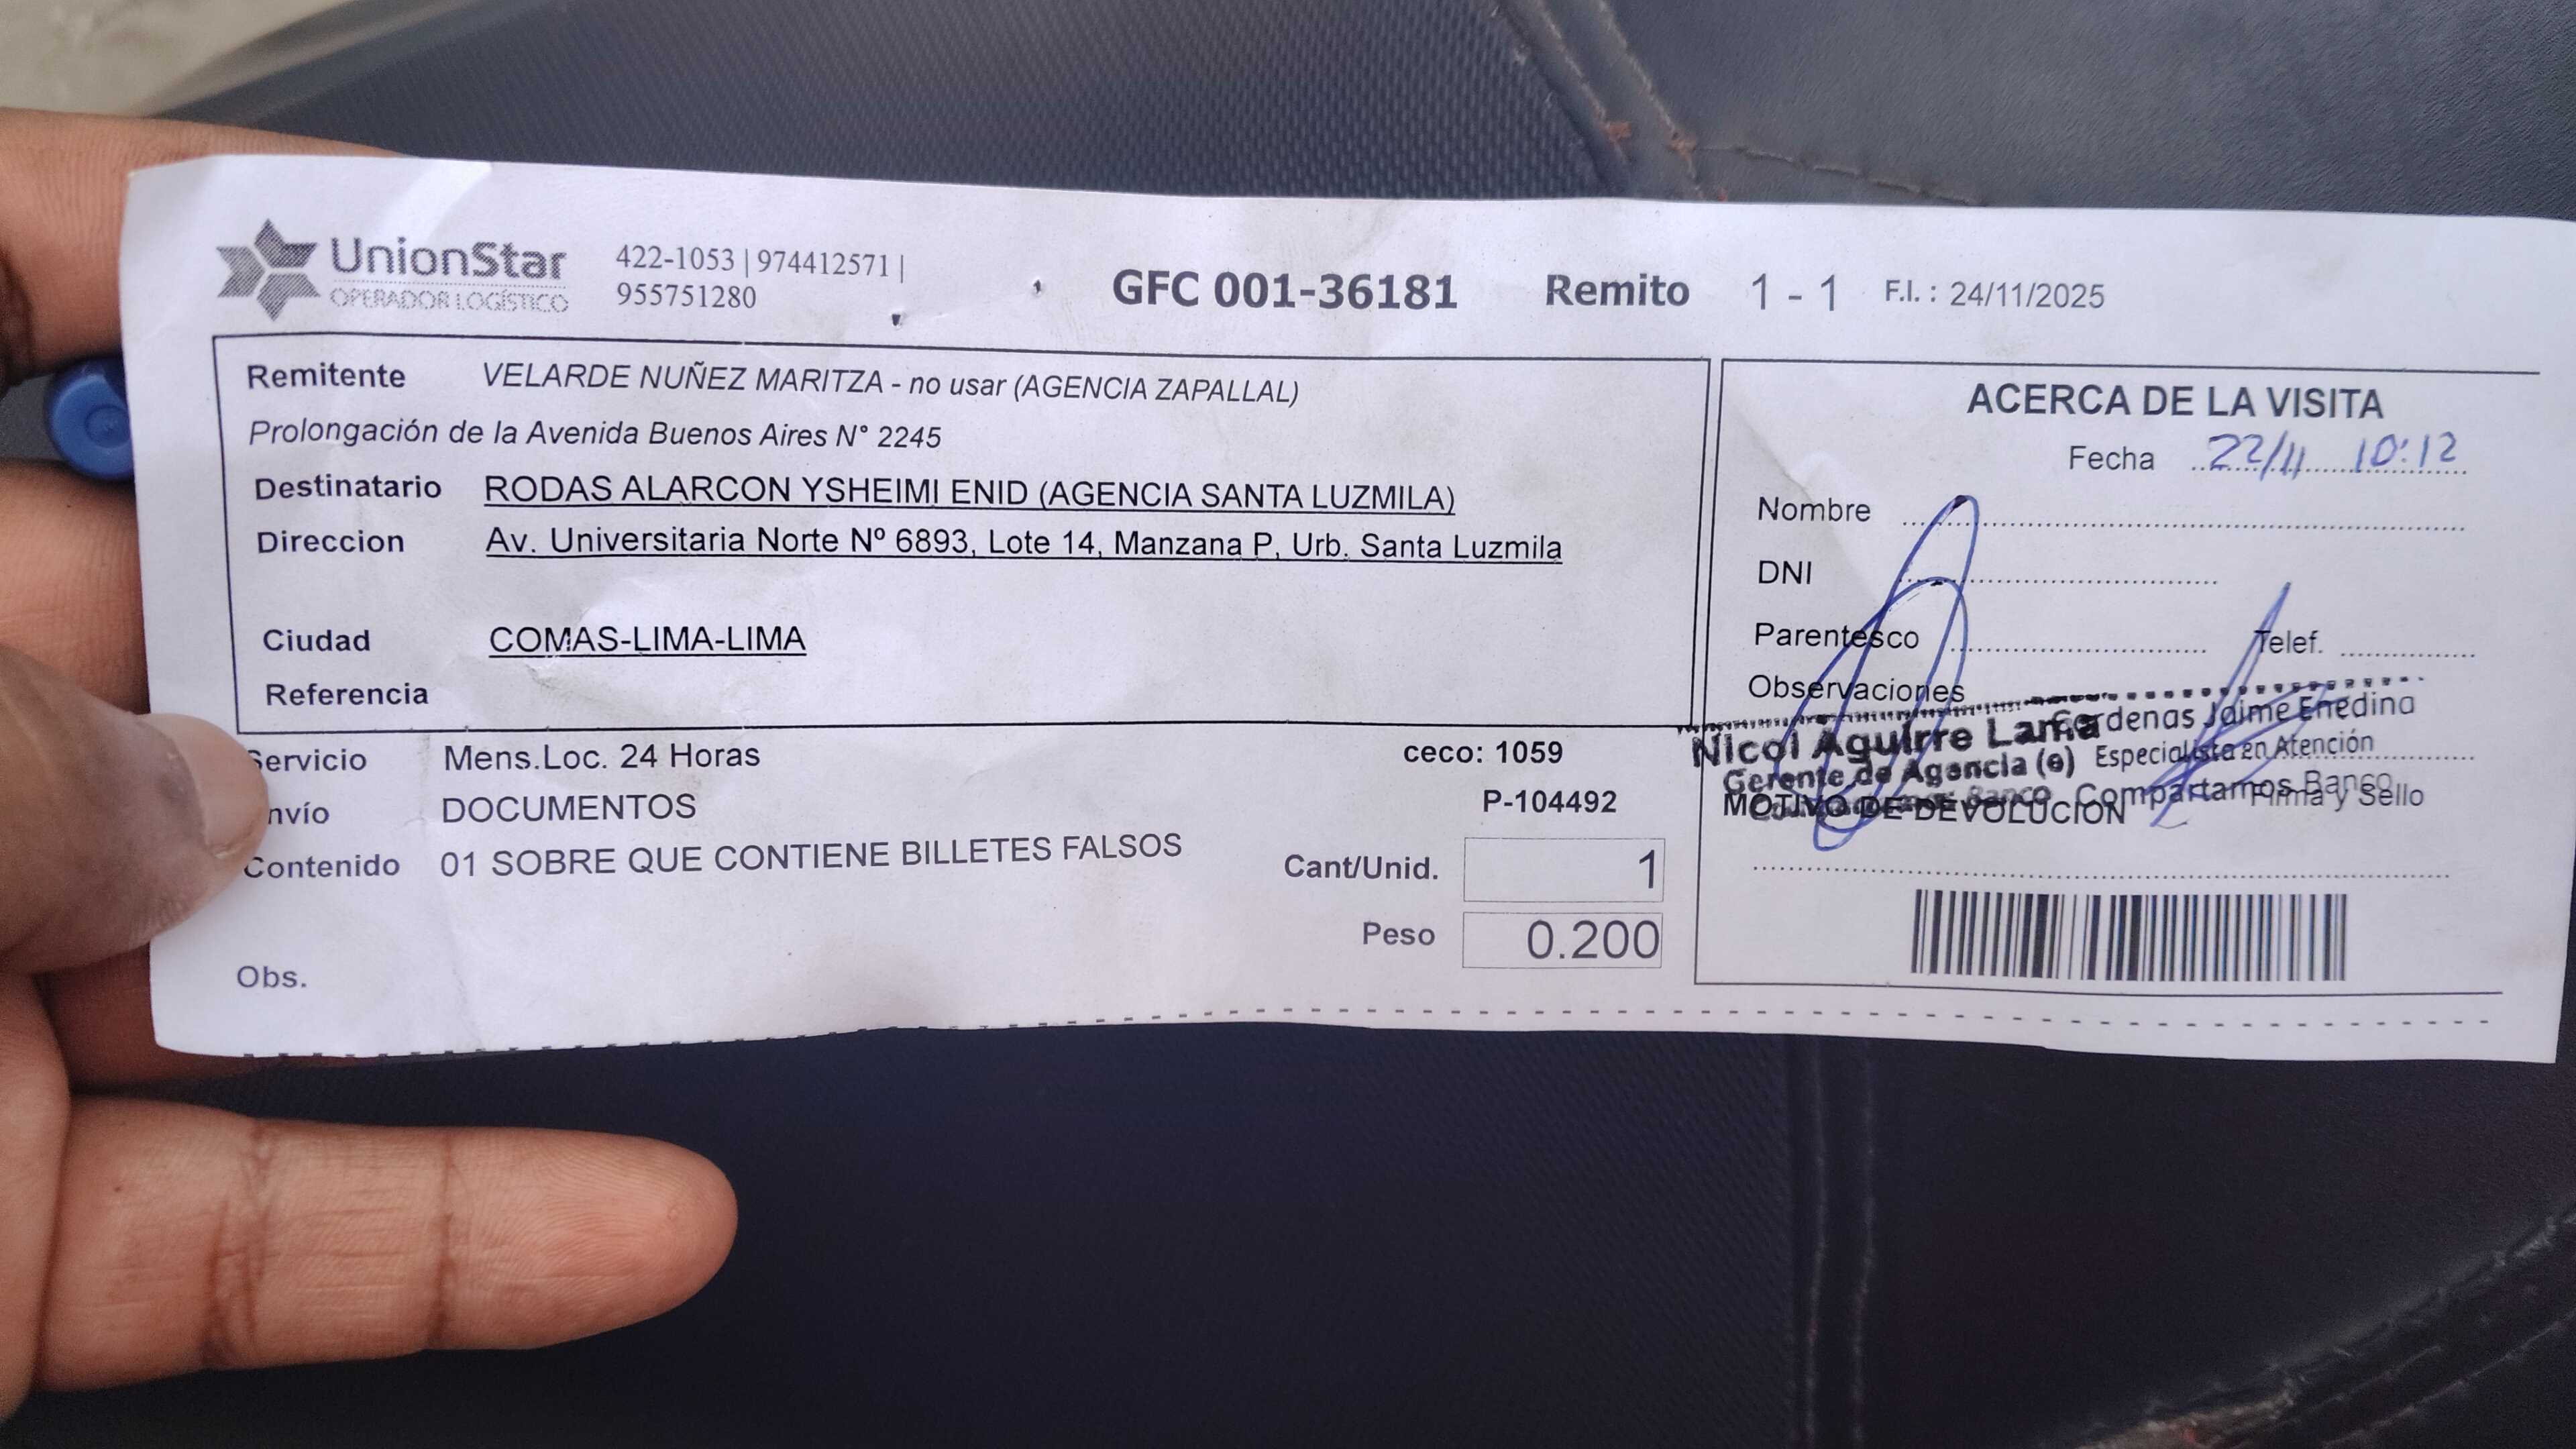 UnionStar
OPERADOR LOGÍSTICO
422-1053 | 974412571 |
955751280
GFC 001-36181 Remito 1 - 1 F.I. : 24/11/2025
Remitente VELARDE NUÑEZ MARITZA - no usar (AGENCIA ZAPALLAL)
Prolongación de la Avenida Buenos Aires N° 2245
Destinatario RODAS ALARCON YSHEIMI ENID (AGENCIA SANTA LUZMILA)
Direccion Av. Universitaria Norte Nº 6893, Lote 14, Manzana P, Urb. Santa Luzmila
Ciudad COMAS-LIMA-LIMA
Referencia
Servicio Mens.Loc. 24 Horas ceco: 1059
Envío DOCUMENTOS P-104492
Contenido 01 SOBRE QUE CONTIENE BILLETES FALSOS Cant/Unid. 1
Peso 0.200
Obs.
ACERCA DE LA VISITA
Fecha 22/11 10:12
Nombre
DNI
Parentesco Telef.
Observaciones
Nicol Aguirre Lama
Gerente de Agencia (e)
Jaime Enedina
Especialista en Atención
Compartamos Banco
MOTIVO DE DEVOLUCION Firma y Sello